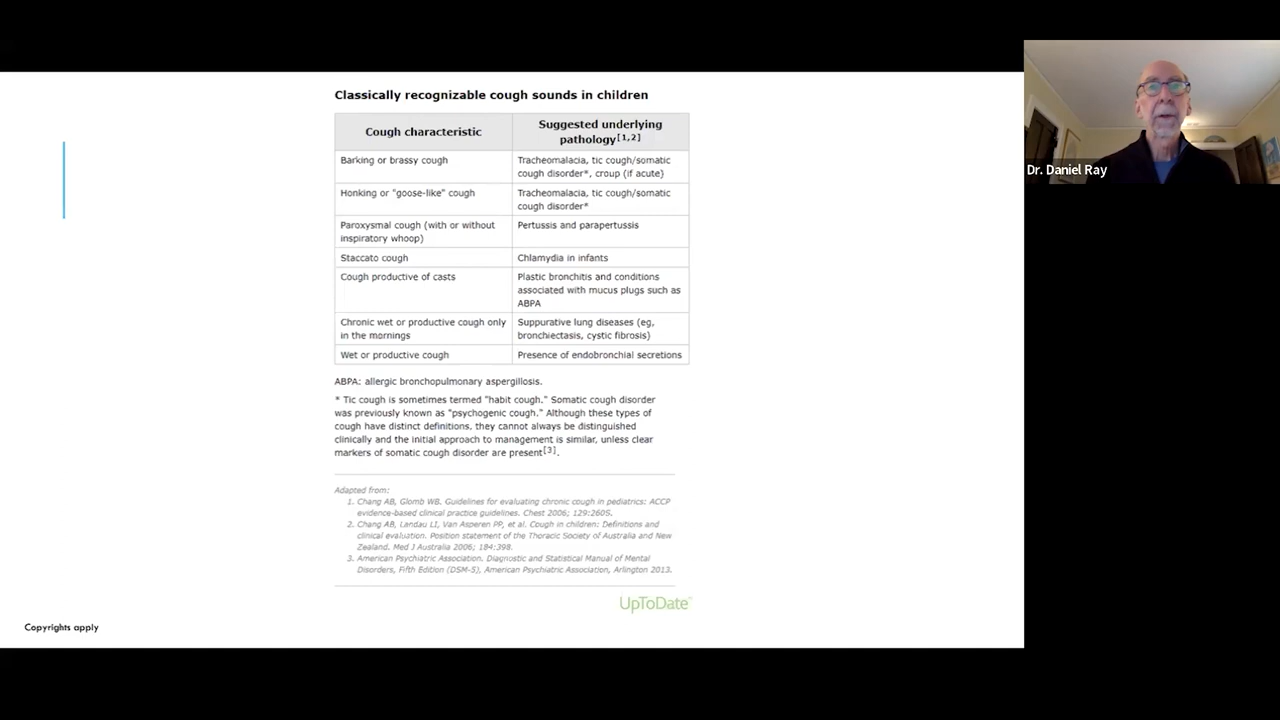 Classically recognizable cough sounds in children
Cough characteristic
Suggested underlying
pathology[1,2]
Barking or brassy cough
Tracheomalacia, tic cough/somatic
cough disorder*, croup (if acute)
Honking or "goose-like" cough
Tracheomalacia, tic cough/somatic
cough disorder*
Paroxysmal cough (with or without
inspiratory whoop)
Pertussis and parapertussis
Staccato cough
Chlamydia in infants
Cough productive of casts
Plastic bronchitis and conditions
associated with mucus plugs such as
ABPA
Chronic wet or productive cough only
in the mornings
Suppurative lung diseases (eg,
bronchiectasis, cystic fibrosis)
Wet or productive cough
Presence of endobronchial secretions
ABPA: allergic bronchopulmonary aspergillosis.
* Tic cough is sometimes termed "habit cough." Somatic cough disorder
was previously known as "psychogenic cough." Although these types of
cough have distinct definitions, they cannot always be distinguished
clinically and the initial approach to management is similar, unless clear
markers of somatic cough disorder are present[3].
Adapted from:
1. Chang AB, Glomb WB. Guidelines for evaluating chronic cough in pediatrics: ACCP
evidence-based clinical practice guidelines. Chest 2006; 129:260S.
2. Chang AB, Landau LI, Van Asperen PP, et al. Cough in children: Definitions and
clinical evaluation. Position statement of the Thoracic Society of Australia and New
Zealand. Med J Australia 2006; 184:398.
3. American Psychiatric Association. Diagnostic and Statistical Manual of Mental
Disorders, Fifth Edition (DSM-5), American Psychiatric Association, Arlington 2013.
UpToDate™
Copyrights apply
Dr. Daniel Ray